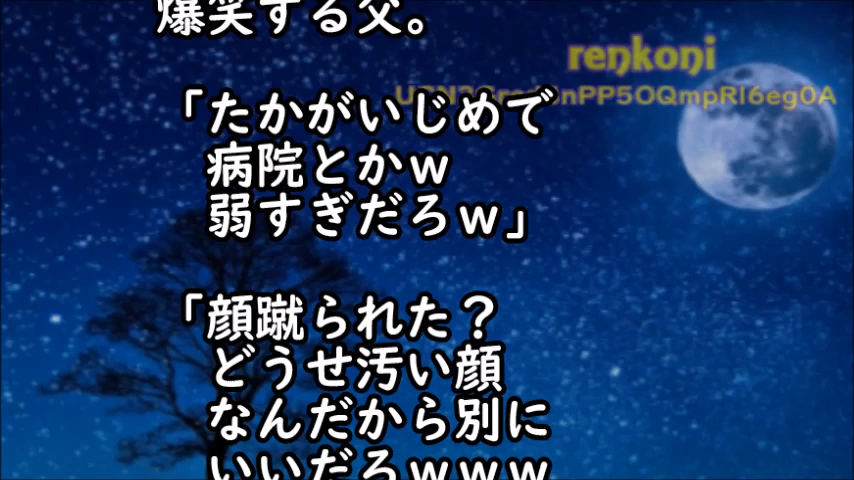 爆笑する父。
renkoni
「たかがいじめで
病院とかｗ
弱すぎだろｗ」
「顔蹴られた？
どうせ汚い顔
なんだから別に
いいだろｗｗｗ